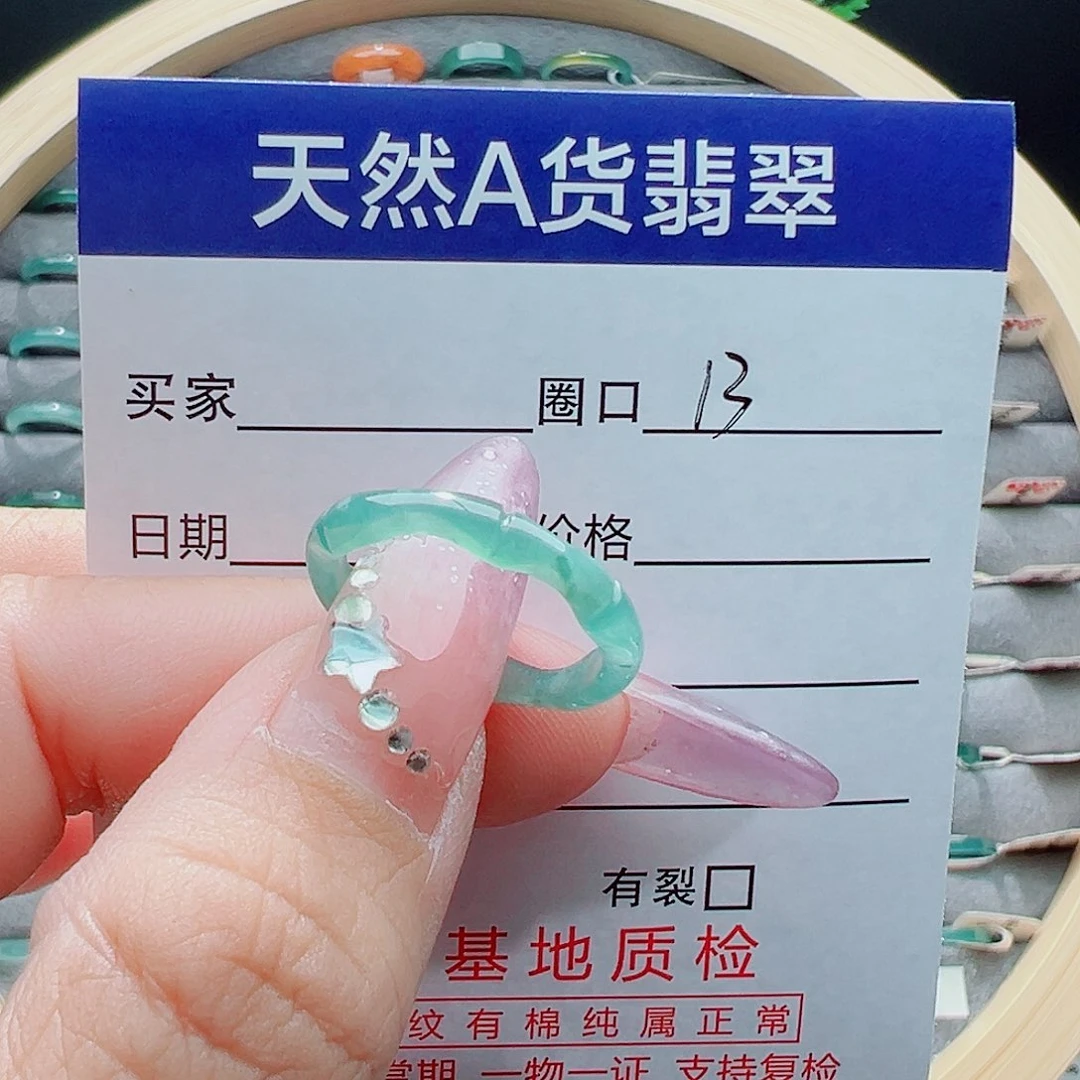 天然A货翡翠
买家 圈口 13
日期 价格
有裂
基地质检
纹有棉纯属正常
一物一证 支持复检